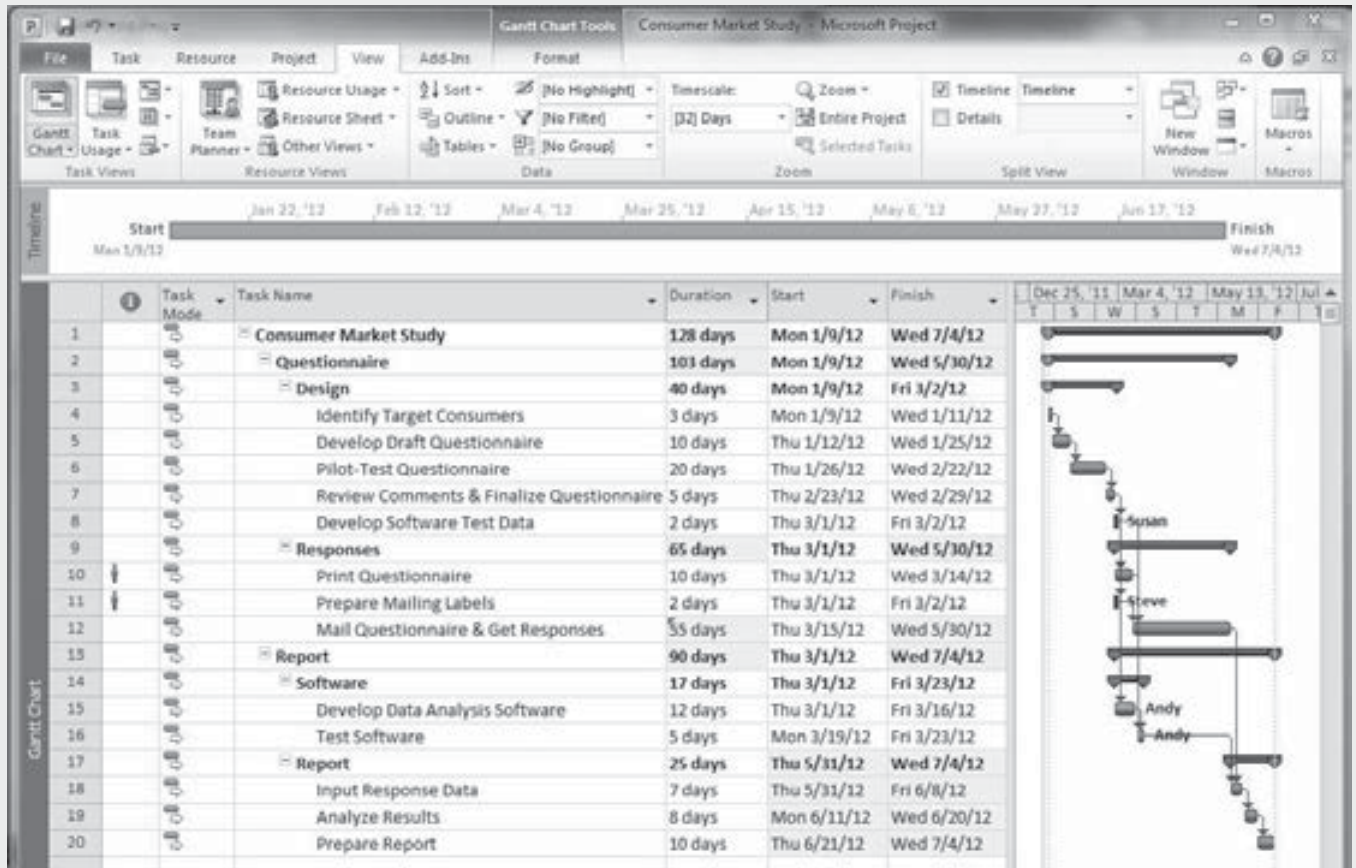 Gantt Chart Tools Consumer Market Study - Microsoft Project
File Task Resource Project View Add-Ins Format
Gantt Chart
Task Usage
Task Views
Team Planner
Resource Usage
Resource Sheet
Other Views
Resource Views
Sort
Outline
Tables
[No Highlight]
[No Filter]
[No Group]
Data
Timescale:
[32] Days
Zoom
Entire Project
Selected Tasks
Zoom
Timeline Timeline
Details
Split View
New Window
Window
Macros
Macros
Timeline
Jan 22, '12 Feb 12, '12 Mar 4, '12 Mar 25, '12 Apr 15, '12 May 6, '12 May 27, '12 Jun 17, '12
Start
Mon 1/9/12
Finish
Wed 7/4/12
Task Mode Task Name Duration Start Finish Dec 25, '11 Mar 4, '12 May 13, '12 Jul
T S W S T M F T
1 Consumer Market Study 128 days Mon 1/9/12 Wed 7/4/12
2 Questionnaire 103 days Mon 1/9/12 Wed 5/30/12
3 Design 40 days Mon 1/9/12 Fri 3/2/12
4 Identify Target Consumers 3 days Mon 1/9/12 Wed 1/11/12
5 Develop Draft Questionnaire 10 days Thu 1/12/12 Wed 1/25/12
6 Pilot-Test Questionnaire 20 days Thu 1/26/12 Wed 2/22/12
7 Review Comments & Finalize Questionnaire 5 days Thu 2/23/12 Wed 2/29/12
8 Develop Software Test Data 2 days Thu 3/1/12 Fri 3/2/12 Susan
9 Responses 65 days Thu 3/1/12 Wed 5/30/12
10 Print Questionnaire 10 days Thu 3/1/12 Wed 3/14/12
11 Prepare Mailing Labels 2 days Thu 3/1/12 Fri 3/2/12 Steve
12 Mail Questionnaire & Get Responses 55 days Thu 3/15/12 Wed 5/30/12
13 Report 90 days Thu 3/1/12 Wed 7/4/12
14 Software 17 days Thu 3/1/12 Fri 3/23/12
15 Develop Data Analysis Software 12 days Thu 3/1/12 Fri 3/16/12 Andy
16 Test Software 5 days Mon 3/19/12 Fri 3/23/12 Andy
17 Report 25 days Thu 5/31/12 Wed 7/4/12
18 Input Response Data 7 days Thu 5/31/12 Fri 6/8/12
19 Analyze Results 8 days Mon 6/11/12 Wed 6/20/12
20 Prepare Report 10 days Thu 6/21/12 Wed 7/4/12
Gantt Chart